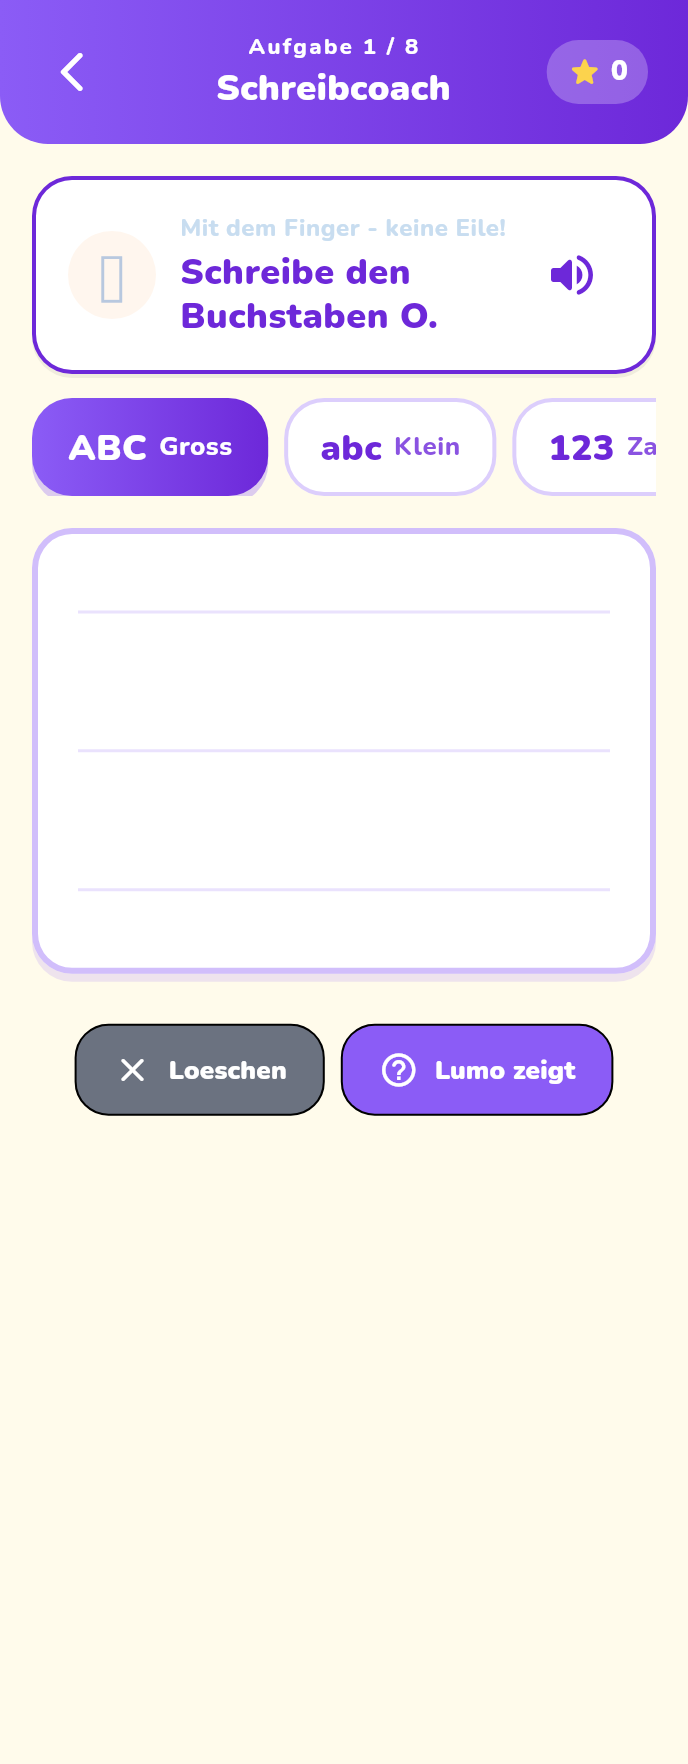 Aufgabe 1 / 8
Schreibcoach
0
Mit dem Finger - keine Eile!
Schreibe den
Buchstaben O.
ABC Gross
abc Klein
123 Za
Loeschen
Lumo zeigt